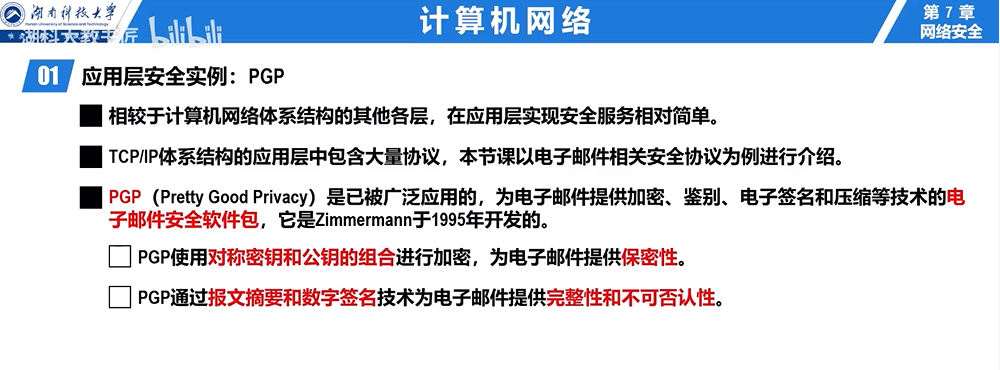 湖南科技大学
Hunan University of Science and Technology
湖科大教书匠 bilibili
计算机网络
第 7 章
网络安全
01 应用层安全实例：PGP
相较于计算机网络体系结构的其他各层，在应用层实现安全服务相对简单。
TCP/IP体系结构的应用层中包含大量协议，本节课以电子邮件相关安全协议为例进行介绍。
PGP（Pretty Good Privacy）是已被广泛应用的，为电子邮件提供加密、鉴别、电子签名和压缩等技术的电
子邮件安全软件包，它是Zimmermann于1995年开发的。
PGP使用对称密钥和公钥的组合进行加密，为电子邮件提供保密性。
PGP通过报文摘要和数字签名技术为电子邮件提供完整性和不可否认性。